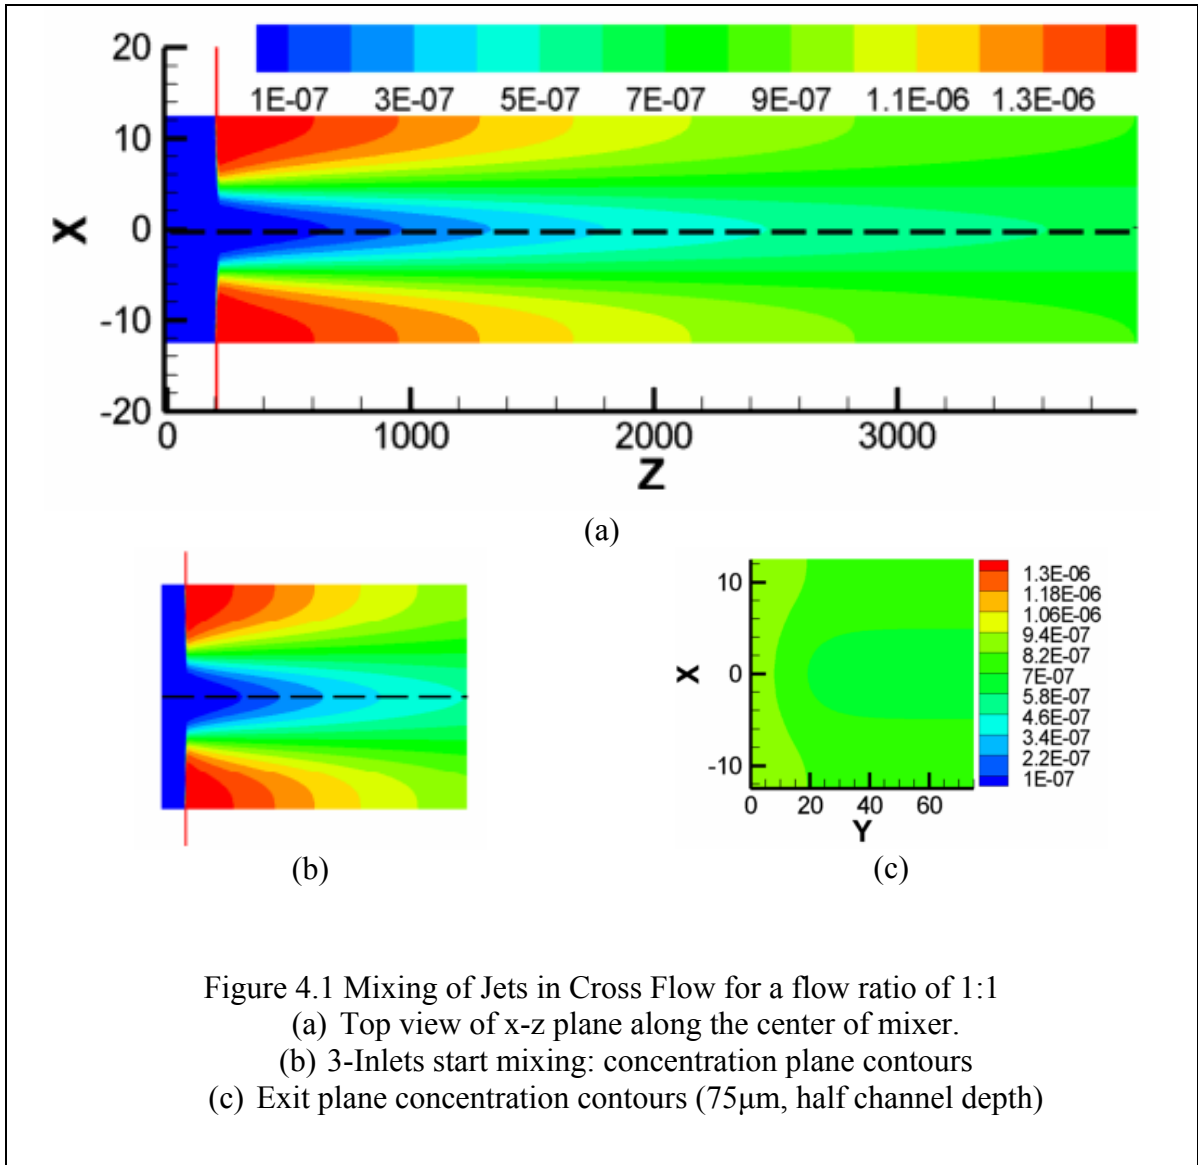 1E-07 3E-07 5E-07 7E-07 9E-07 1.1E-06 1.3E-06
20
10
0
-10
-20
X
0 1000 2000 3000
Z
(a)
10
0
-10
X
0 20 40 60
Y
1.3E-06
1.18E-06
1.06E-06
9.4E-07
8.2E-07
7E-07
5.8E-07
4.6E-07
3.4E-07
2.2E-07
1E-07
(b) (c)
Figure 4.1 Mixing of Jets in Cross Flow for a flow ratio of 1:1
(a) Top view of x-z plane along the center of mixer.
(b) 3-Inlets start mixing: concentration plane contours
(c) Exit plane concentration contours (75μm, half channel depth)